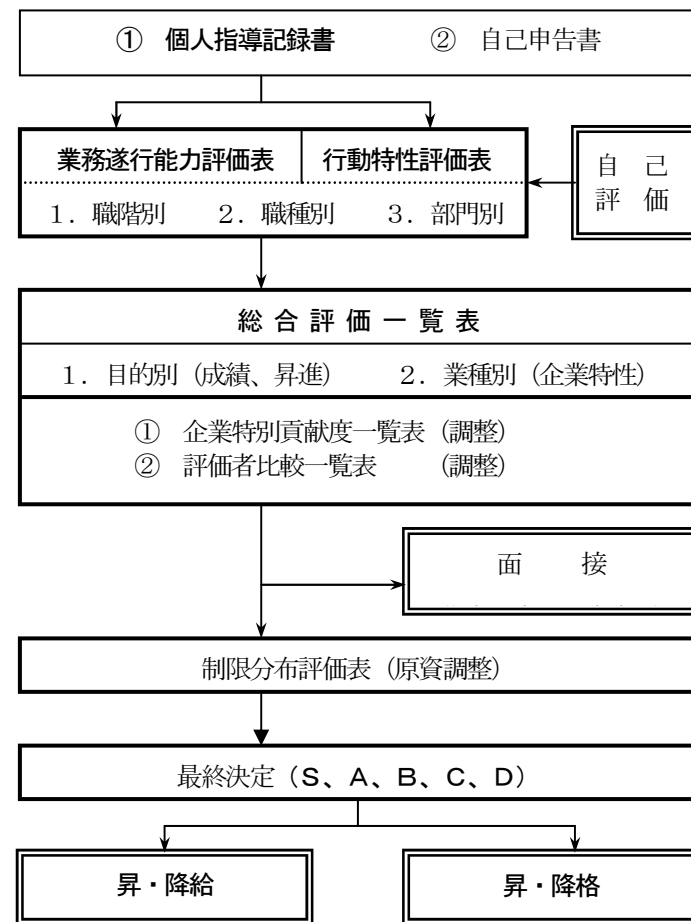 ① 個人指導記録書　② 自己申告書
業務遂行能力評価表　行動特性評価表
１．職階別　２．職種別　３．部門別
自　己
評　価
総 合 評 価 一 覧 表
１．目的別（成績、昇進）　２．業種別（企業特性）
① 企業特別貢献度一覧表（調整）
② 評価者比較一覧表　（調整）
面　接
制限分布評価表（原資調整）
最終決定（Ｓ、Ａ、Ｂ、Ｃ、Ｄ）
昇・降給
昇・降格